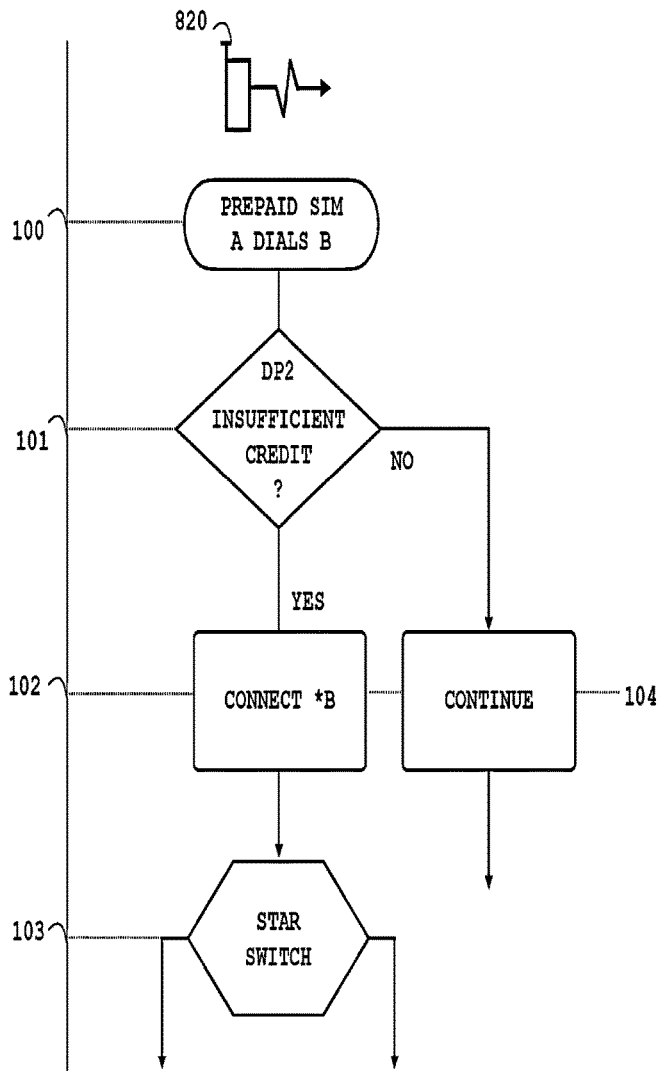 820
100
PREPAID SIM
A DIALS B
101
DP2
INSUFFICIENT
CREDIT
?
NO
YES
102
CONNECT *B
CONTINUE
104
103
STAR
SWITCH